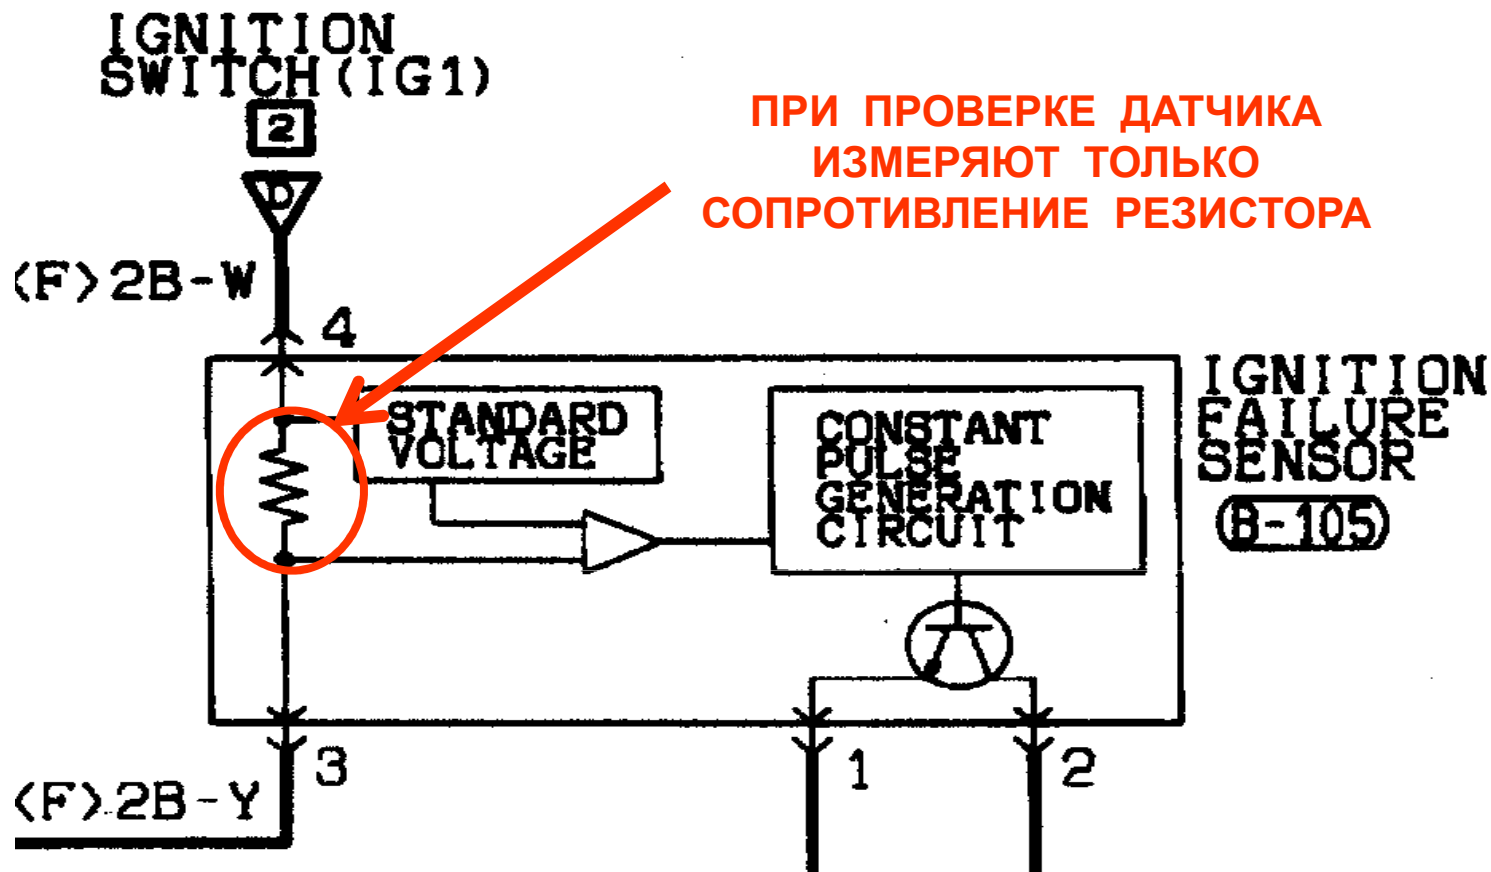 IGNITION
SWITCH(IG1)
2
D
ПРИ ПРОВЕРКЕ ДАТЧИКА
ИЗМЕРЯЮТ ТОЛЬКО
СОПРОТИВЛЕНИЕ РЕЗИСТОРА
<F>2B-W
4
STANDARD
VOLTAGE
CONSTANT
PULSE
GENERATION
CIRCUIT
IGNITION
FAILURE
SENSOR
B-105
3
1
2
<F>2B-Y